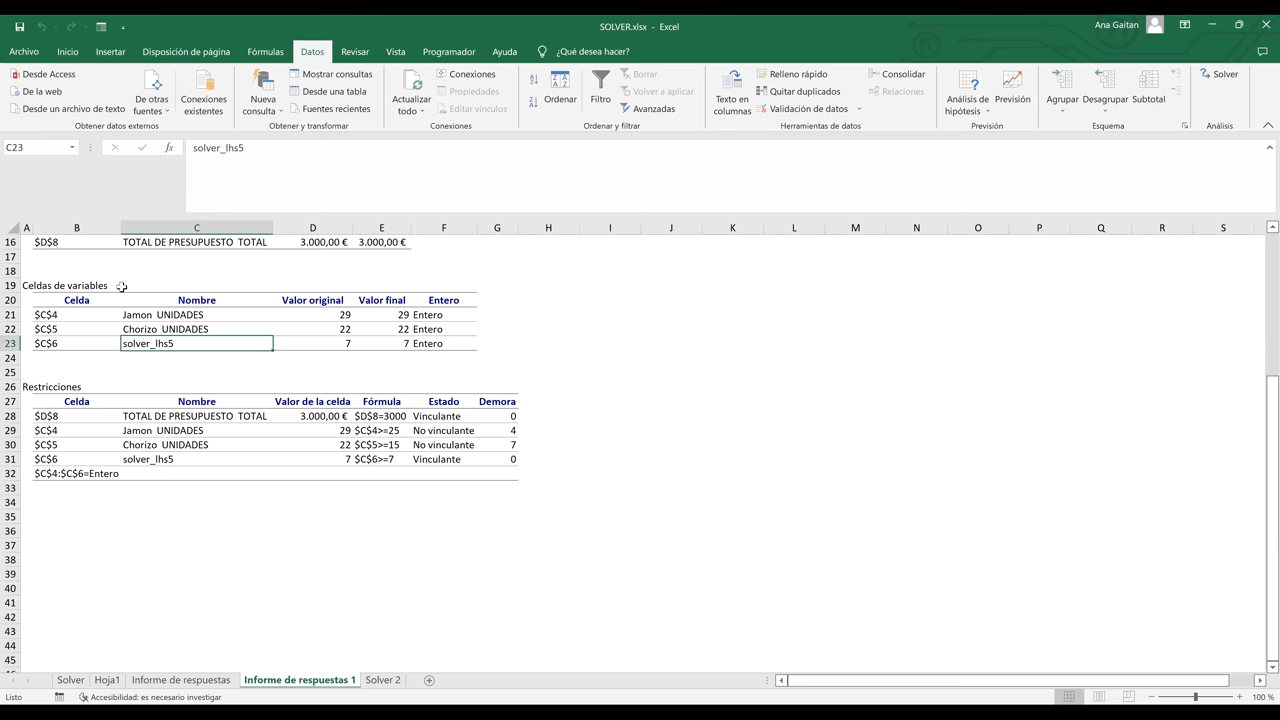 SOLVER.xlsx - Excel
Ana Gaitan
Archivo Inicio Insertar Disposición de página Fórmulas Datos Revisar Vista Programador Ayuda ¿Qué desea hacer?
Desde Access
De la web
Desde un archivo de texto
De otras fuentes
Conexiones existentes
Obtener datos externos
Nueva consulta
Mostrar consultas
Desde una tabla
Fuentes recientes
Obtener y transformar
Actualizar todo
Conexiones
Propiedades
Editar vínculos
Conexiones
Ordenar
Filtro
Borrar
Volver a aplicar
Avanzadas
Ordenar y filtrar
Texto en columnas
Relleno rápido
Quitar duplicados
Validación de datos
Consolidar
Relaciones
Herramientas de datos
Análisis de hipótesis
Previsión
Previsión
Agrupar
Desagrupar
Subtotal
Esquema
Solver
Análisis
C23 fx solver_lhs5
A B C D E F G H I J K L M N O P Q R S
16 $D$8 TOTAL DE PRESUPUESTO TOTAL 3.000,00 € 3.000,00 €
17
18
19 Celdas de variables
20 Celda Nombre Valor original Valor final Entero
21 $C$4 Jamon UNIDADES 29 29 Entero
22 $C$5 Chorizo UNIDADES 22 22 Entero
23 $C$6 solver_lhs5 7 7 Entero
24
25
26 Restricciones
27 Celda Nombre Valor de la celda Fórmula Estado Demora
28 $D$8 TOTAL DE PRESUPUESTO TOTAL 3.000,00 € $D$8=3000 Vinculante 0
29 $C$4 Jamon UNIDADES 29 $C$4>=25 No vinculante 4
30 $C$5 Chorizo UNIDADES 22 $C$5>=15 No vinculante 7
31 $C$6 solver_lhs5 7 $C$6>=7 Vinculante 0
32 $C$4:$C$6=Entero
33
34
35
36
37
38
39
40
41
42
43
44
45
Solver Hoja1 Informe de respuestas Informe de respuestas 1 Solver 2
Listo Accesibilidad: es necesario investigar 100 %